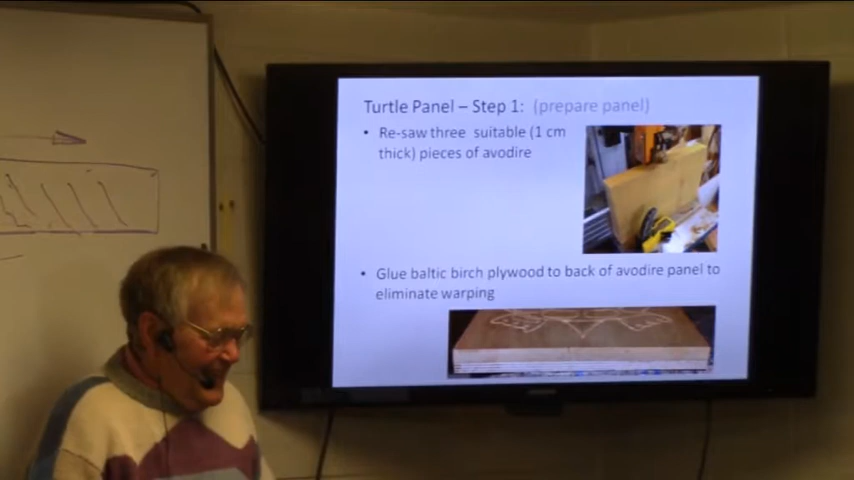 Turtle Panel – Step 1: (prepare panel)
• Re-saw three suitable (1 cm
thick) pieces of avodire
• Glue baltic birch plywood to back of avodire panel to
eliminate warping